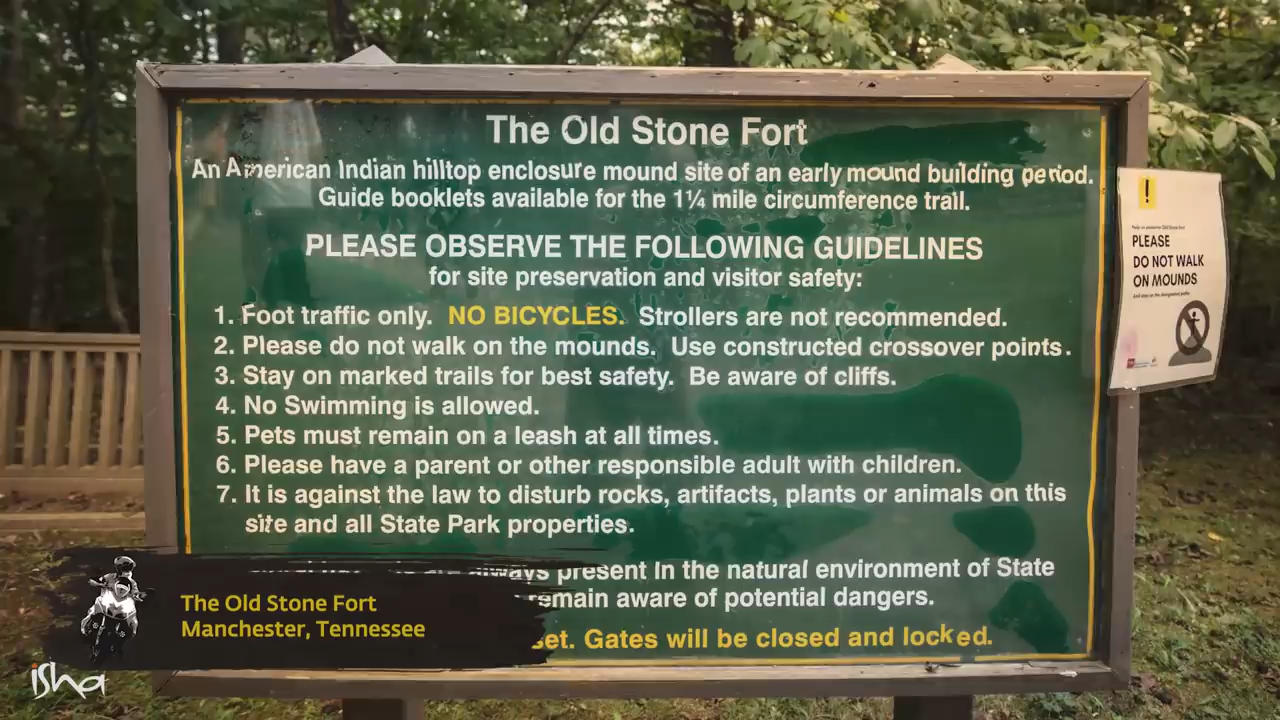 The Old Stone Fort
An American Indian hilltop enclosure mound site of an early mound building period.
Guide booklets available for the 1¼ mile circumference trail.
PLEASE OBSERVE THE FOLLOWING GUIDELINES
for site preservation and visitor safety:
1. Foot traffic only. NO BICYCLES. Strollers are not recommended.
2. Please do not walk on the mounds. Use constructed crossover points.
3. Stay on marked trails for best safety. Be aware of cliffs.
4. No Swimming is allowed.
5. Pets must remain on a leash at all times.
6. Please have a parent or other responsible adult with children.
7. It is against the law to disturb rocks, artifacts, plants or animals on this
site and all State Park properties.
always present in the natural environment of State
remain aware of potential dangers.
set. Gates will be closed and locked.
!
PLEASE
DO NOT WALK
ON MOUNDS
And stay on the designated paths
The Old Stone Fort
Manchester, Tennessee
isha